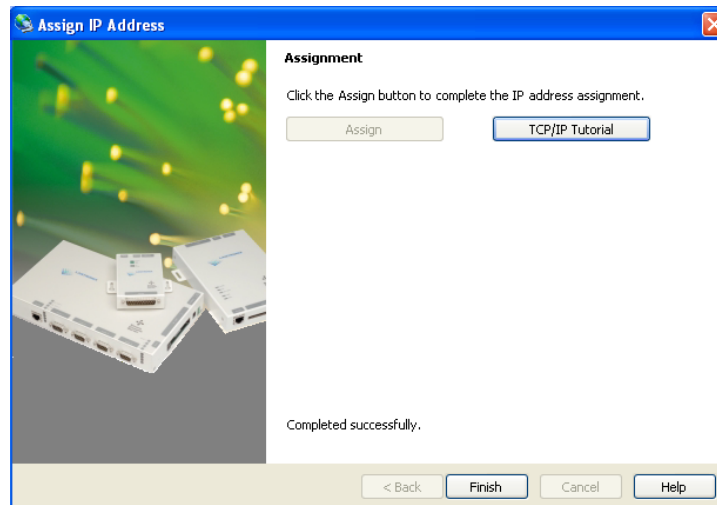 Assign IP Address
Assignment
Click the Assign button to complete the IP address assignment.
Assign
TCP/IP Tutorial
Completed successfully.
< Back
Finish
Cancel
Help